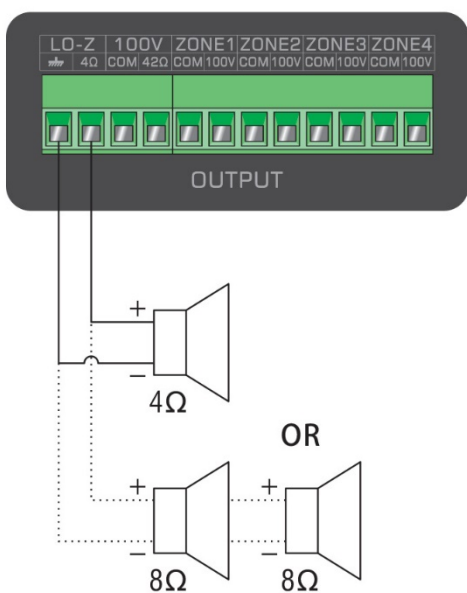 LO-Z 100V ZONE1 ZONE2 ZONE3 ZONE4
4Ω COM 42Ω COM 100V COM 100V COM 100V COM 100V
OUTPUT
+
−
4Ω
OR
+ +
− −
8Ω 8Ω